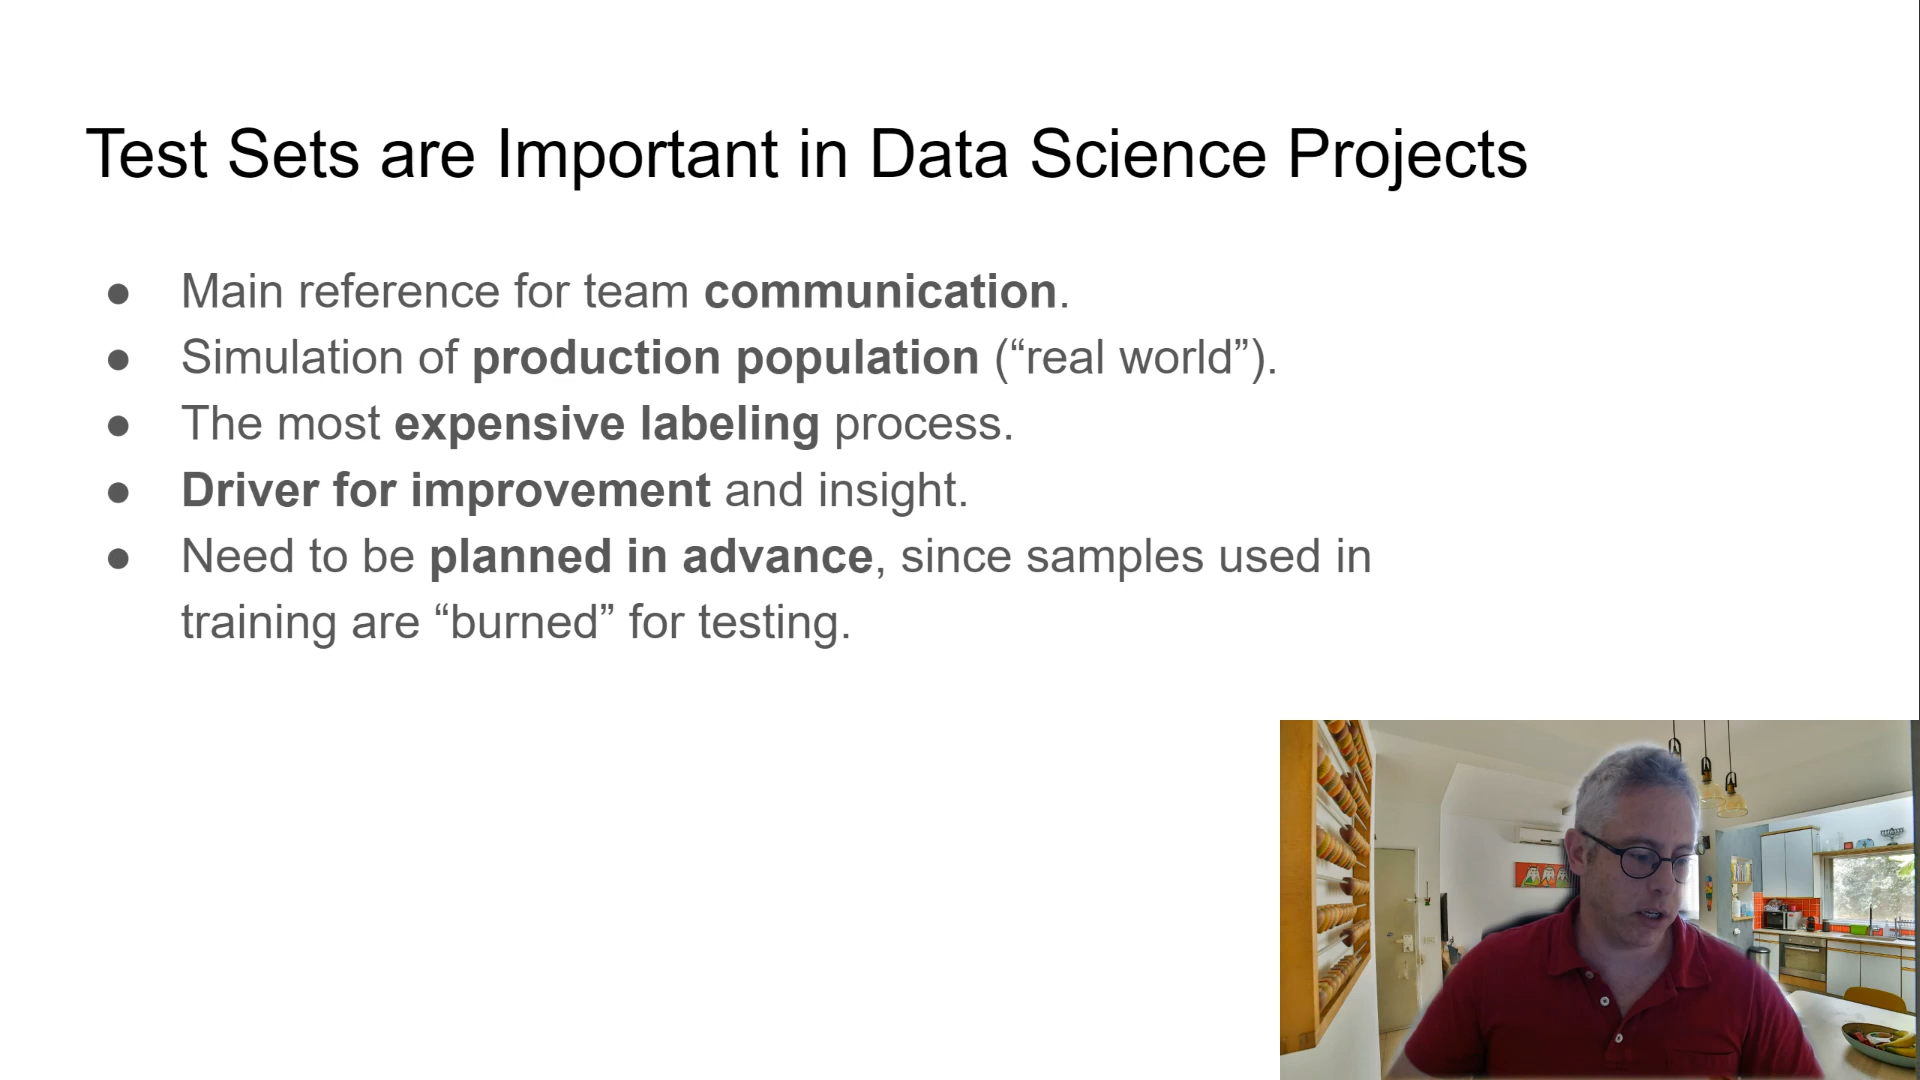 Test Sets are Important in Data Science Projects
● Main reference for team communication.
● Simulation of production population (“real world”).
● The most expensive labeling process.
● Driver for improvement and insight.
● Need to be planned in advance, since samples used in
training are “burned” for testing.